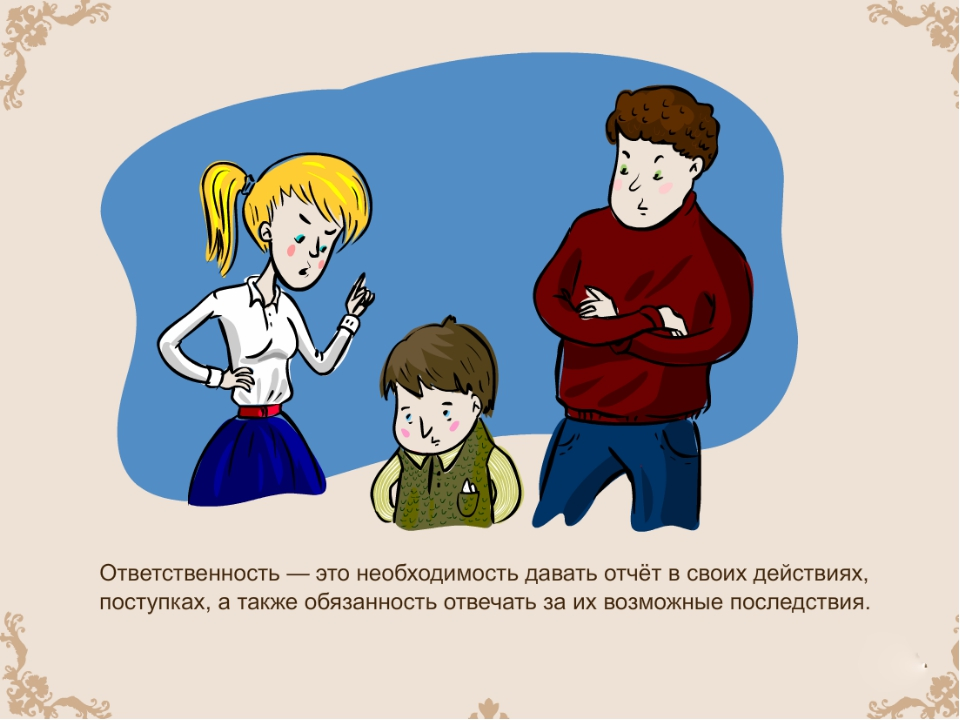 Ответственность — это необходимость давать отчёт в своих действиях,
поступках, а также обязанность отвечать за их возможные последствия.